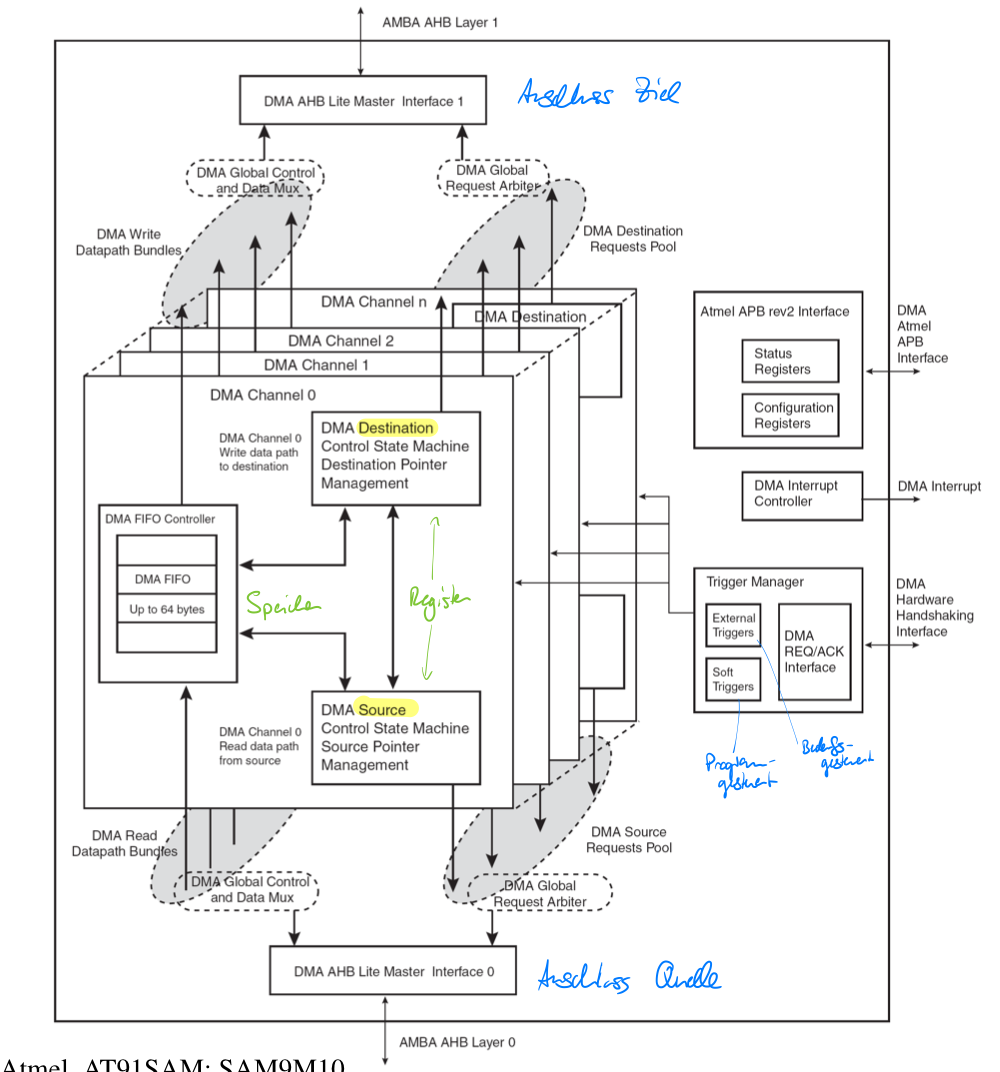 AMBA AHB Layer 1
DMA AHB Lite Master Interface 1
Anschluss Ziel
DMA Global Control
and Data Mux
DMA Global
Request Arbiter
DMA Write
Datapath Bundles
DMA Destination
Requests Pool
DMA Channel n
DMA Destination
DMA Channel 2
DMA Channel 1
DMA Channel 0
DMA Channel 0
Write data path
to destination
DMA Destination
Control State Machine
Destination Pointer
Management
DMA FIFO Controller
DMA FIFO
Up to 64 bytes
Speicher
Register
DMA Channel 0
Read data path
from source
DMA Source
Control State Machine
Source Pointer
Management
Atmel APB rev2 Interface
Status
Registers
Configuration
Registers
DMA
Atmel
APB
Interface
DMA Interrupt
Controller
DMA Interrupt
Trigger Manager
External
Triggers
Soft
Triggers
DMA
REQ/ACK
Interface
DMA
Hardware
Handshaking
Interface
Programm-
gesteuert
Bedarfs-
gesteuert
DMA Read
Datapath Bundles
DMA Source
Requests Pool
DMA Global Control
and Data Mux
DMA Global
Request Arbiter
DMA AHB Lite Master Interface 0
Anschluss Quelle
AMBA AHB Layer 0
Atmel, AT91SAM: SAM9M10